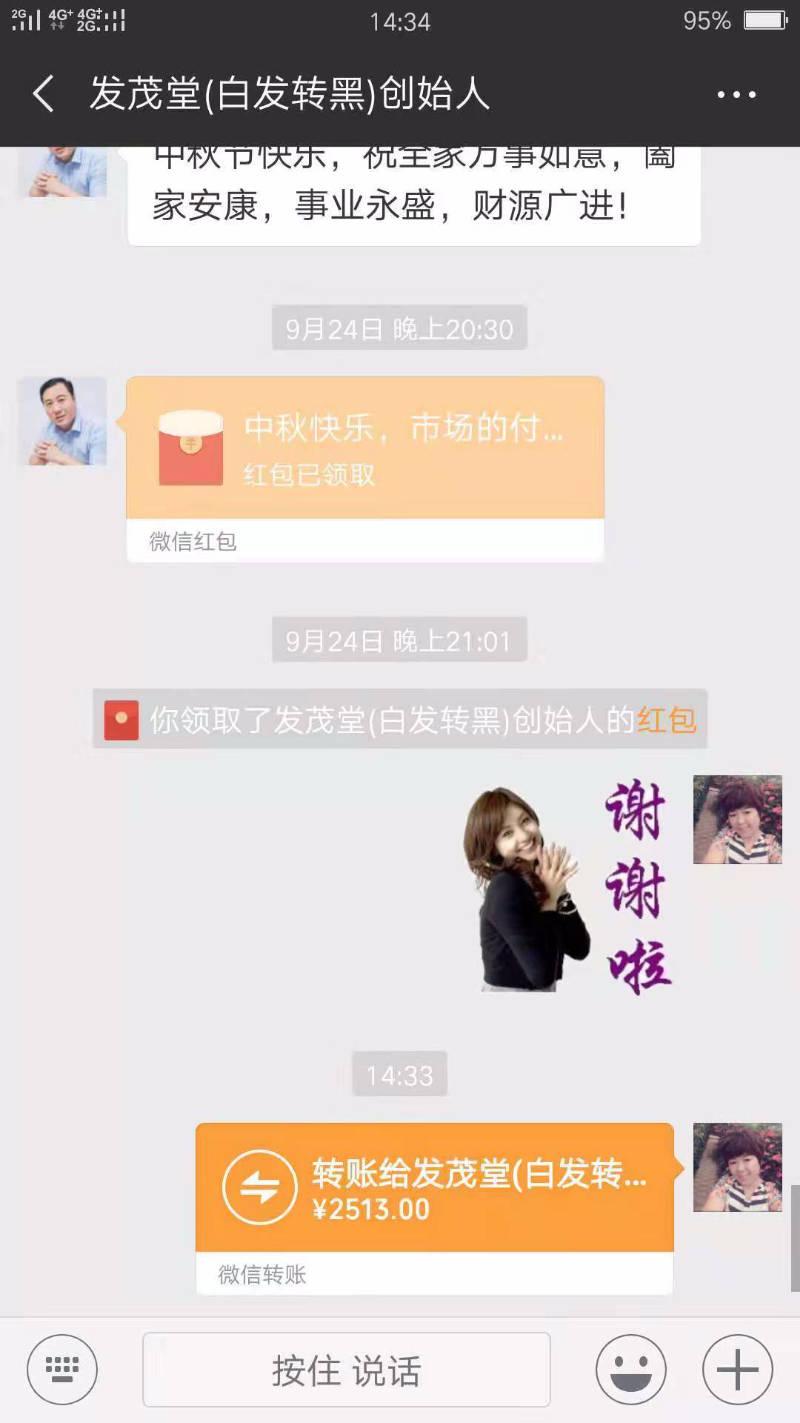 2G 4G+ 4G+ 2G 14:34 95%
发茂堂(白发转黑)创始人
中秋节快乐，祝全家万事如意，阖
家安康，事业永盛，财源广进！
9月24日 晚上20:30
中秋快乐，市场的付...
红包已领取
微信红包
9月24日 晚上21:01
你领取了发茂堂(白发转黑)创始人的红包
谢
谢
啦
14:33
转账给发茂堂(白发转...
¥2513.00
微信转账
按住 说话